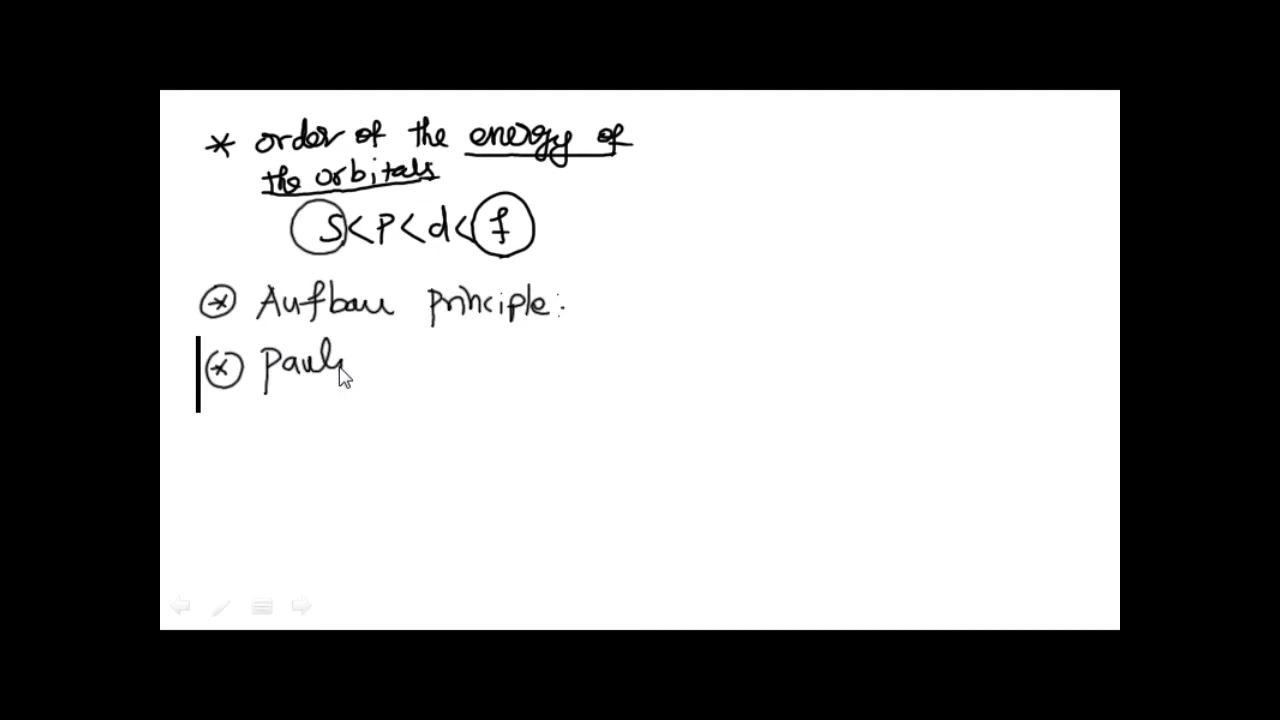 * order of the energy of
the orbitals
S<P<d<f
* Aufbau principle:
* Pauli